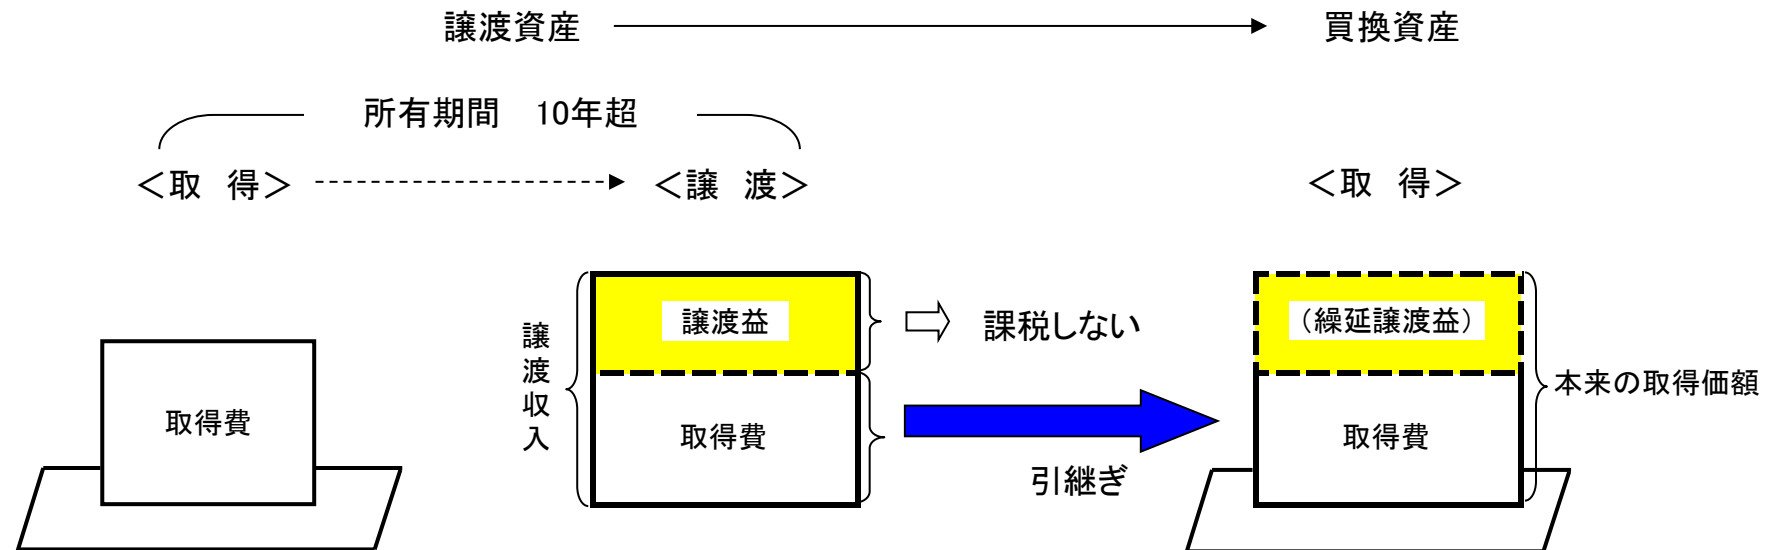 譲渡資産
買換資産
所有期間　10年超
＜取　得＞
＜譲　渡＞
＜取　得＞
取得費
譲渡収入
譲渡益
取得費
課税しない
引継ぎ
（繰延譲渡益）
取得費
本来の取得価額